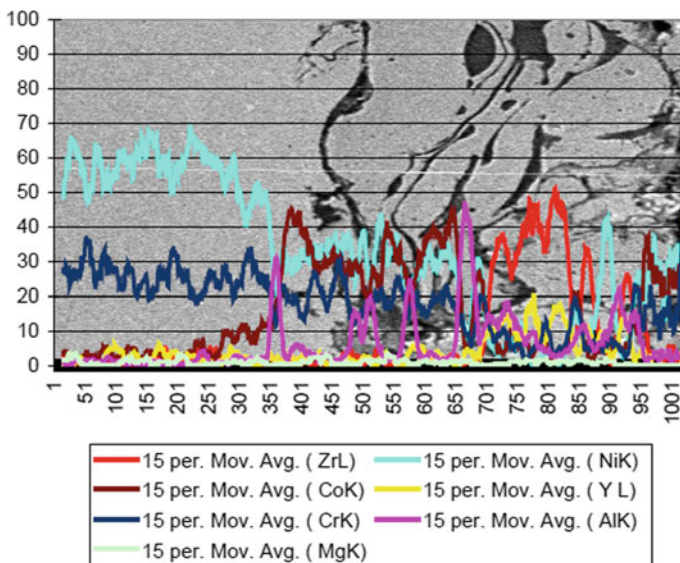 100
90
80
70
60
50
40
30
20
10
0
1 51 101 151 201 251 301 351 401 451 501 551 601 651 701 751 801 851 901 951 1001
15 per. Mov. Avg. ( ZrL) 15 per. Mov. Avg. ( NiK)
15 per. Mov. Avg. ( CoK) 15 per. Mov. Avg. ( Y L)
15 per. Mov. Avg. ( CrK) 15 per. Mov. Avg. ( AlK)
15 per. Mov. Avg. ( MgK)